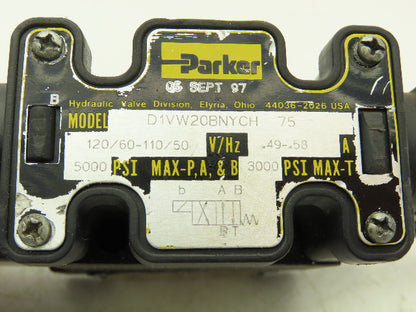 Parker
05 SEPT 97
Hydraulic Valve Division, Elyria, Ohio 44035-2026 USA
B
MODEL D1VW20BNYCH 75
120/60-110/50 V/Hz .49-.58 A
5000 PSI MAX-P,A, & B 3000 PSI MAX-T
b A B
P T